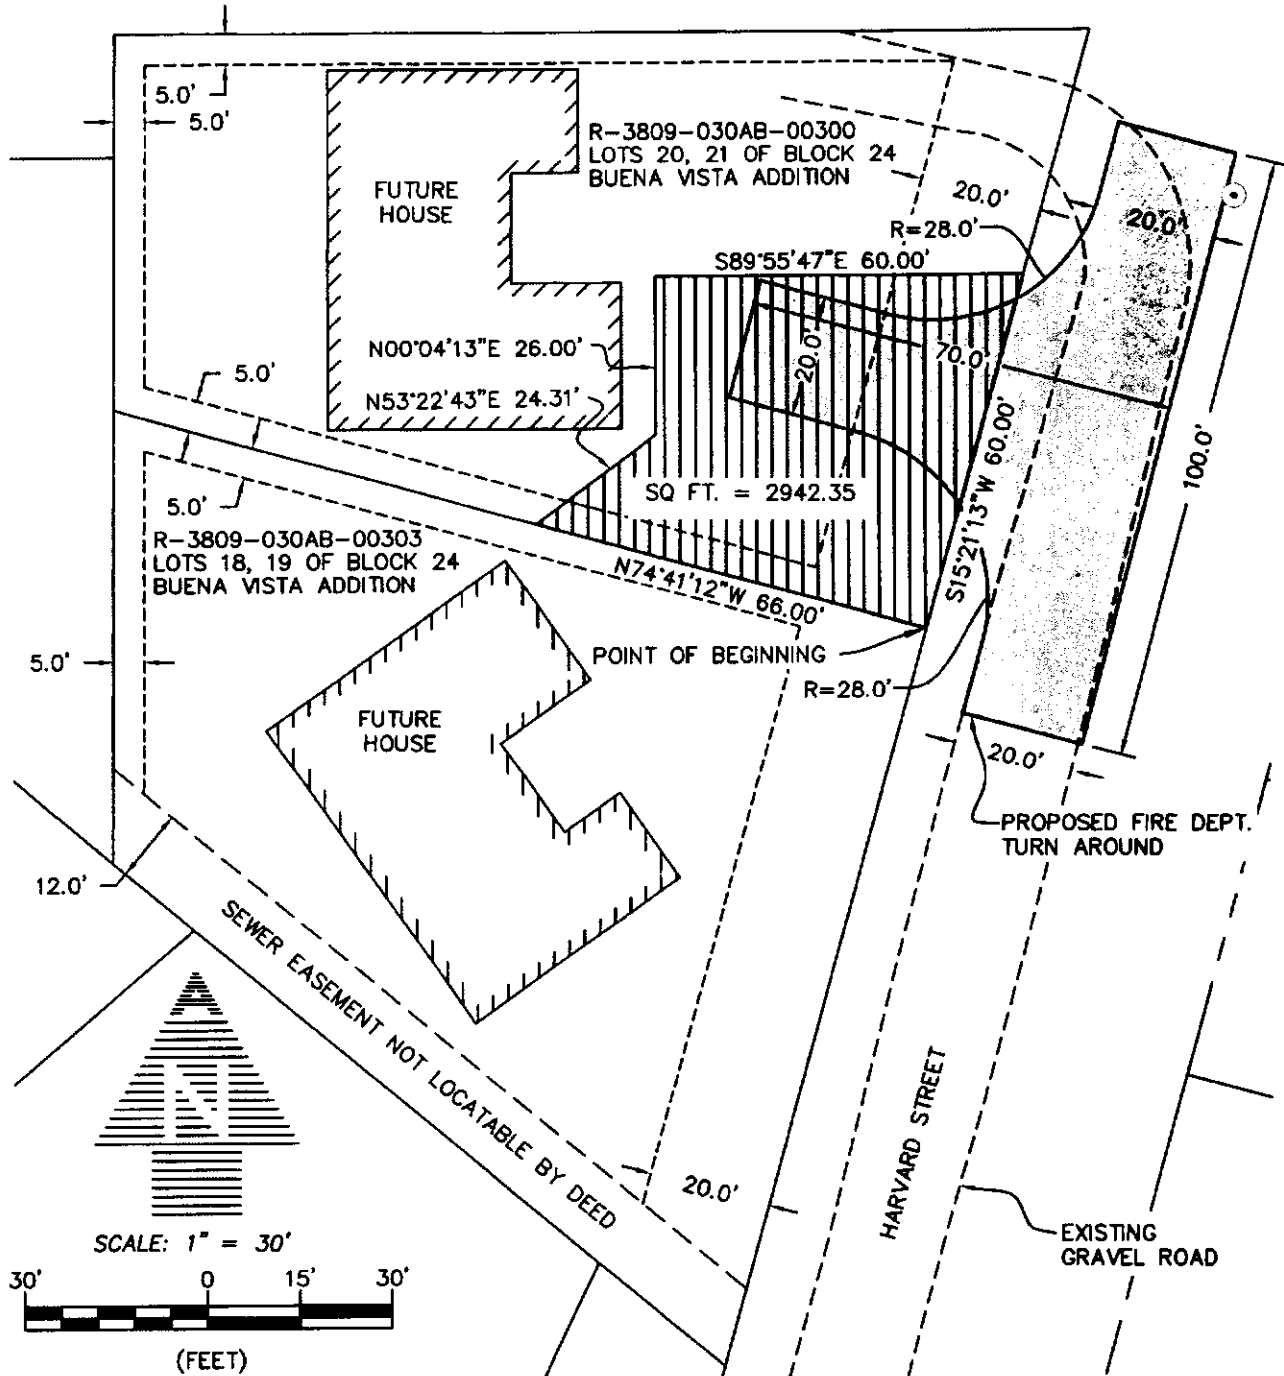 5.0'
5.0'
R-3809-030AB-00300
LOTS 20, 21 OF BLOCK 24
BUENA VISTA ADDITION
FUTURE
HOUSE
20.0'
20.0'
R=28.0'
S89°55'47"E 60.00'
N00°04'13"E 26.00'
70.0'
20.0'
5.0'
N53°22'43"E 24.31'
S15°21'13"W 60.00'
100.0'
SQ FT. = 2942.35
5.0'
R-3809-030AB-00303
LOTS 18, 19 OF BLOCK 24
BUENA VISTA ADDITION
N74°41'12"W 66.00'
5.0'
POINT OF BEGINNING
R=28.0'
FUTURE
HOUSE
20.0'
PROPOSED FIRE DEPT.
TURN AROUND
12.0'
SEWER EASEMENT NOT LOCATABLE BY DEED
N
HARVARD STREET
20.0'
EXISTING
GRAVEL ROAD
SCALE: 1" = 30'
30' 0 15' 30'
(FEET)